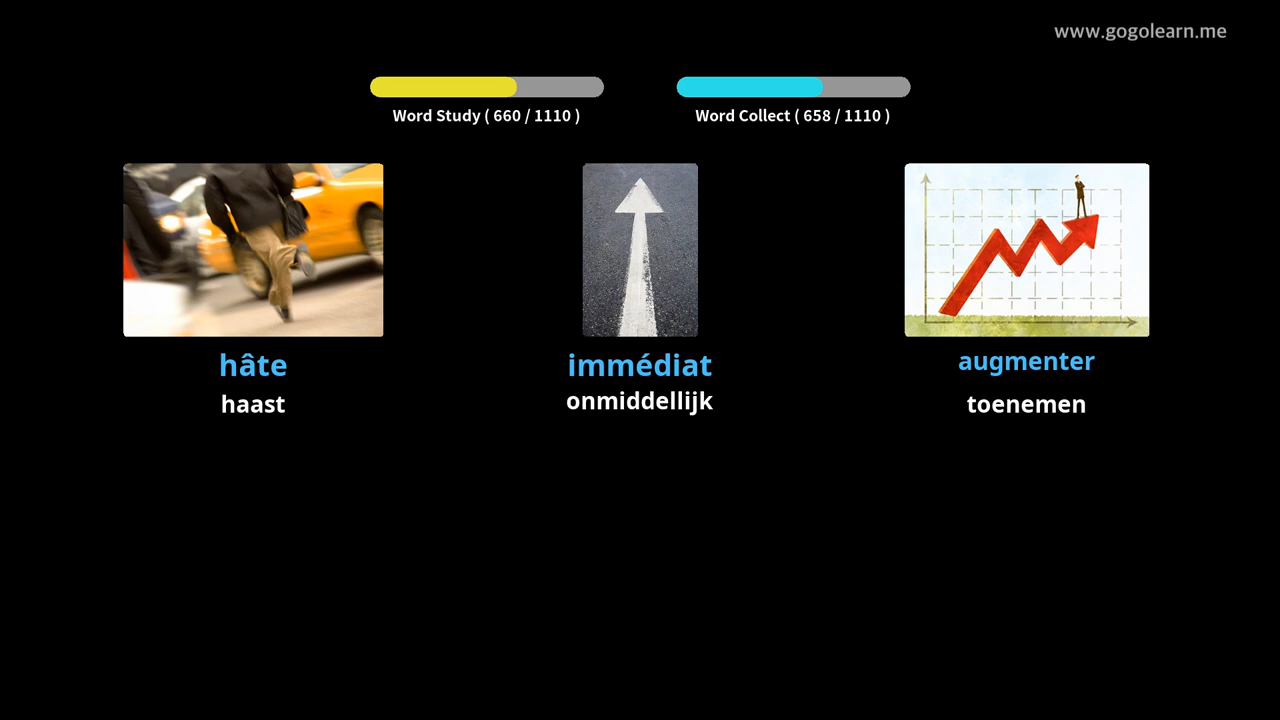 www.gogolearn.me
Word Study ( 660 / 1110 )
Word Collect ( 658 / 1110 )
hâte
haast
immédiat
onmiddellijk
augmenter
toenemen